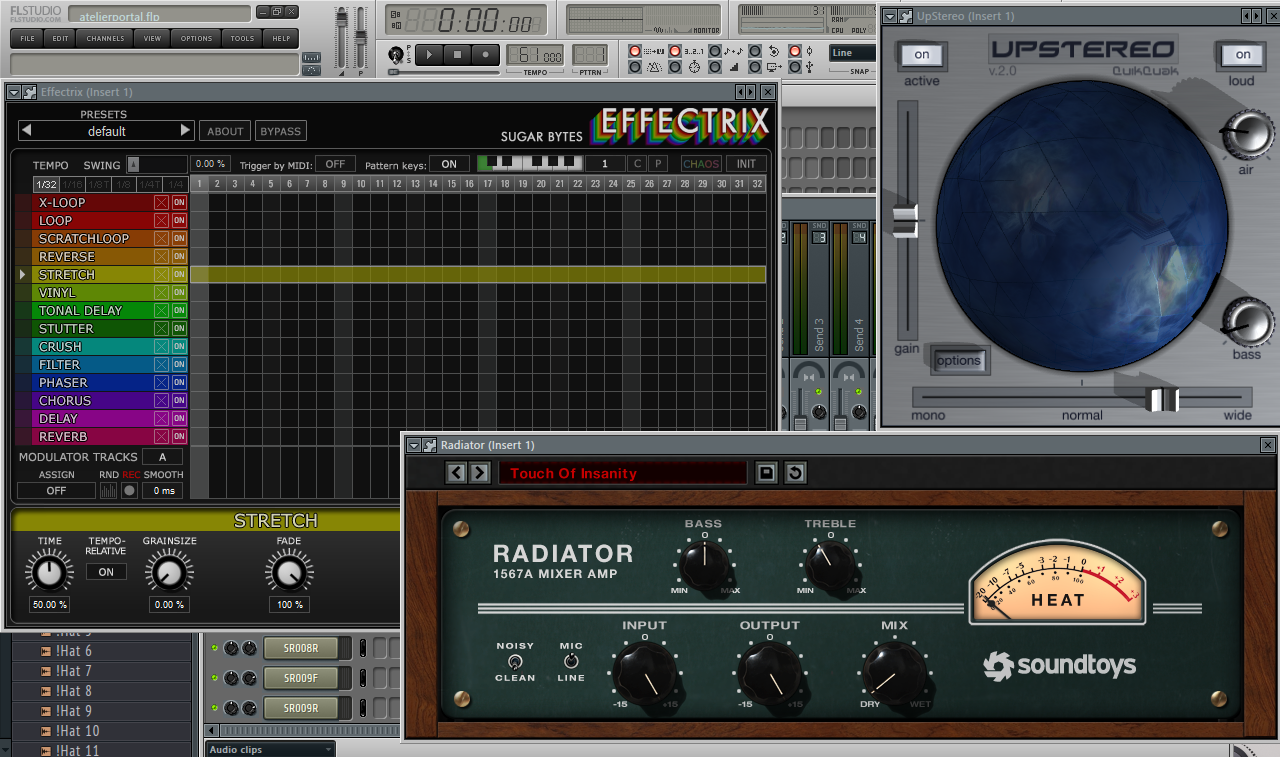 FLSTUDIO
FLSTUDIO.COM
atelierportal.flp
FILE EDIT CHANNELS VIEW OPTIONS TOOLS HELP
0:00:00
MONITOR
RAM
CPU POLY
61.000
TEMPO
PTTRN
3.2.1
Line
SNAP
Effectrix (Insert 1)
PRESETS
default
ABOUT
BYPASS
SUGAR BYTES
EFFECTRIX
TEMPO SWING 0.00 % Trigger by MIDI: OFF Pattern keys: ON 1 C P CHAOS INIT
1/32 1/16 1/8T 1/8 1/4T 1/4
1 2 3 4 5 6 7 8 9 10 11 12 13 14 15 16 17 18 19 20 21 22 23 24 25 26 27 28 29 30 31 32
X-LOOP ON
LOOP ON
SCRATCHLOOP ON
REVERSE ON
STRETCH ON
VINYL ON
TONAL DELAY ON
STUTTER ON
CRUSH ON
FILTER ON
PHASER ON
CHORUS ON
DELAY ON
REVERB ON
MODULATOR TRACKS A
ASSIGN RND REC SMOOTH
OFF 0 ms
STRETCH
TIME TEMPO-RELATIVE GRAINSIZE FADE
ON
50.00 % 0.00 % 100 %
SND SND
3 4
Send 3 Send 4
UpStereo (Insert 1)
on
active
UPSTEREO
v.2.0
QuikQuak
on
loud
air
gain
options
bass
mono normal wide
Radiator (Insert 1)
Touch Of Insanity
RADIATOR
1567A MIXER AMP
BASS
0
MIN MAX
TREBLE
0
MIN MAX
-20 -10 -7 -5 -3 -2 -1 0 +1 +2 +3
HEAT
NOISY
CLEAN
MIC
LINE
INPUT
0
-15 +15
OUTPUT
0
-15 +15
MIX
DRY WET
soundtoys
!Hat 6
!Hat 7
!Hat 8
!Hat 9
!Hat 10
!Hat 11
SR008R
SR009F
SR009R
Audio clips